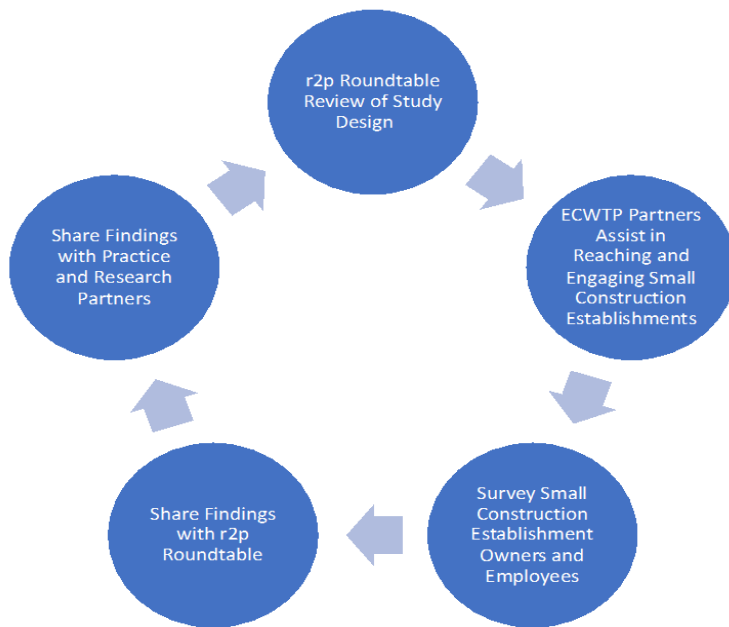 r2p Roundtable
Review of Study
Design
ECWTP Partners
Assist in
Reaching and
Engaging Small
Construction
Establishments
Survey Small
Construction
Establishment
Owners and
Employees
Share Findings
with r2p
Roundtable
Share Findings
with Practice
and Research
Partners